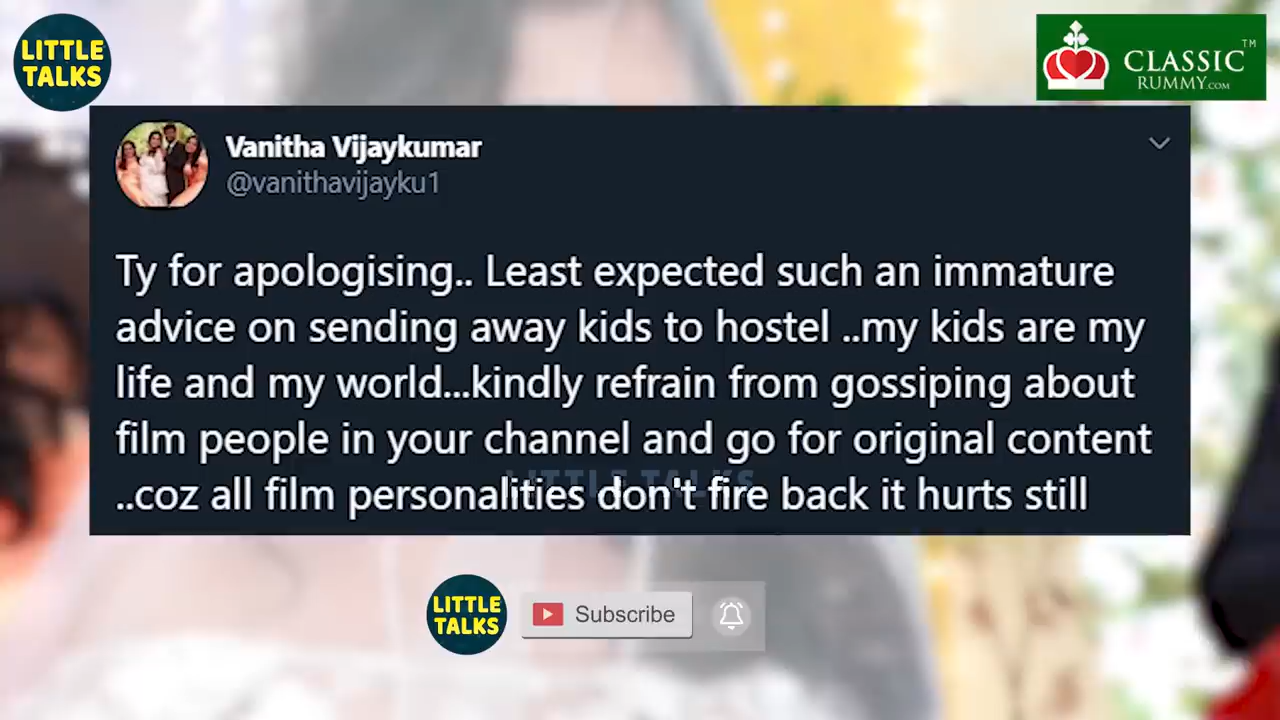 LITTLE
TALKS
CLASSIC TM
RUMMY.COM
Vanitha Vijaykumar
@vanithavijayku1
Ty for apologising.. Least expected such an immature
advice on sending away kids to hostel ..my kids are my
life and my world...kindly refrain from gossiping about
film people in your channel and go for original content
..coz all film personalities don't fire back it hurts still
LITTLE TALKS
LITTLE
TALKS
Subscribe